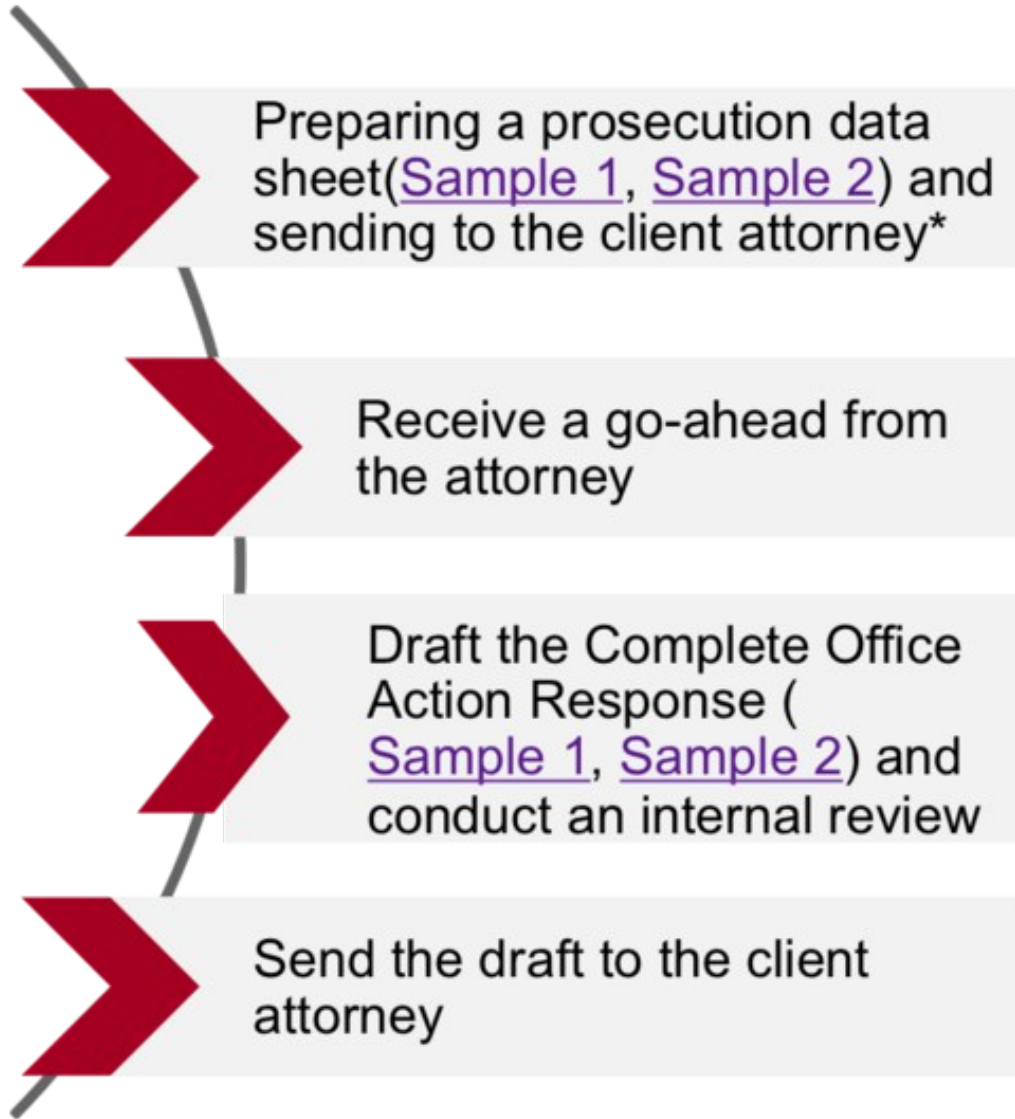 Preparing a prosecution data
sheet(Sample 1, Sample 2) and
sending to the client attorney*
Receive a go-ahead from
the attorney
Draft the Complete Office
Action Response (
Sample 1, Sample 2) and
conduct an internal review
Send the draft to the client
attorney